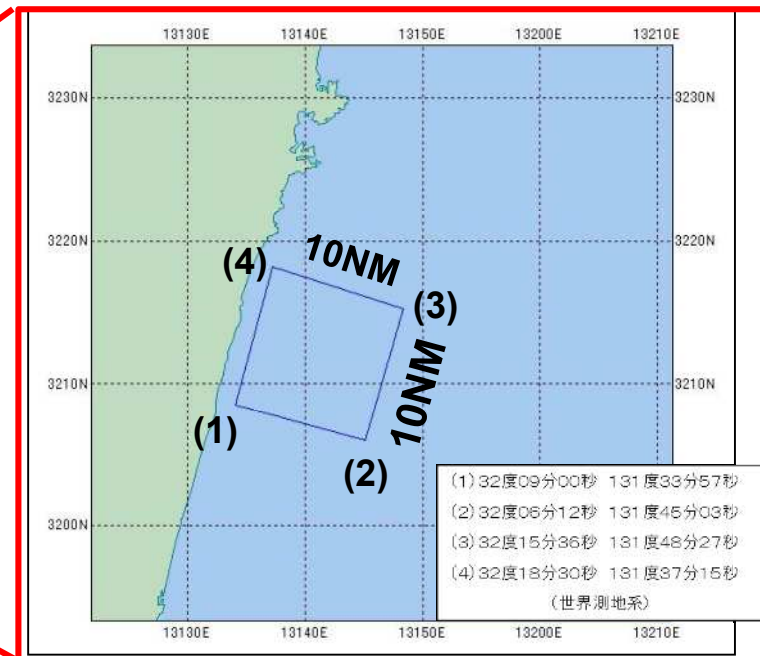 13130E 13140E 13150E 13200E 13210E
3230N 3230N
3220N 3220N
(4) 10NM
(3)
3210N 10NM 3210N
(1)
(2)
3200N
(1)32度09分00秒 131度33分57秒
(2)32度06分12秒 131度45分03秒
(3)32度15分36秒 131度48分27秒
(4)32度18分30秒 131度37分15秒
(世界測地系)
13130E 13140E 13150E 13200E 13210E